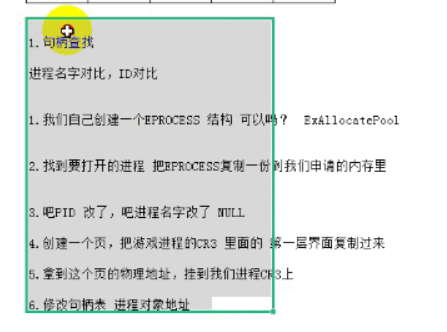 1.句柄查找
进程名字对比，ID对比
1.我们自己创建一个EPROCESS 结构 可以吗？ ExAllocatePool
2.找到要打开的进程 把EPROCESS复制一份到我们申请的内存里
3.吧PID 改了，吧进程名字改了 NULL
4.创建一个页，把游戏进程的CR3 里面的 第一层界面复制过来
5.拿到这个页的物理地址，挂到我们进程CR3上
6.修改句柄表 进程对象地址